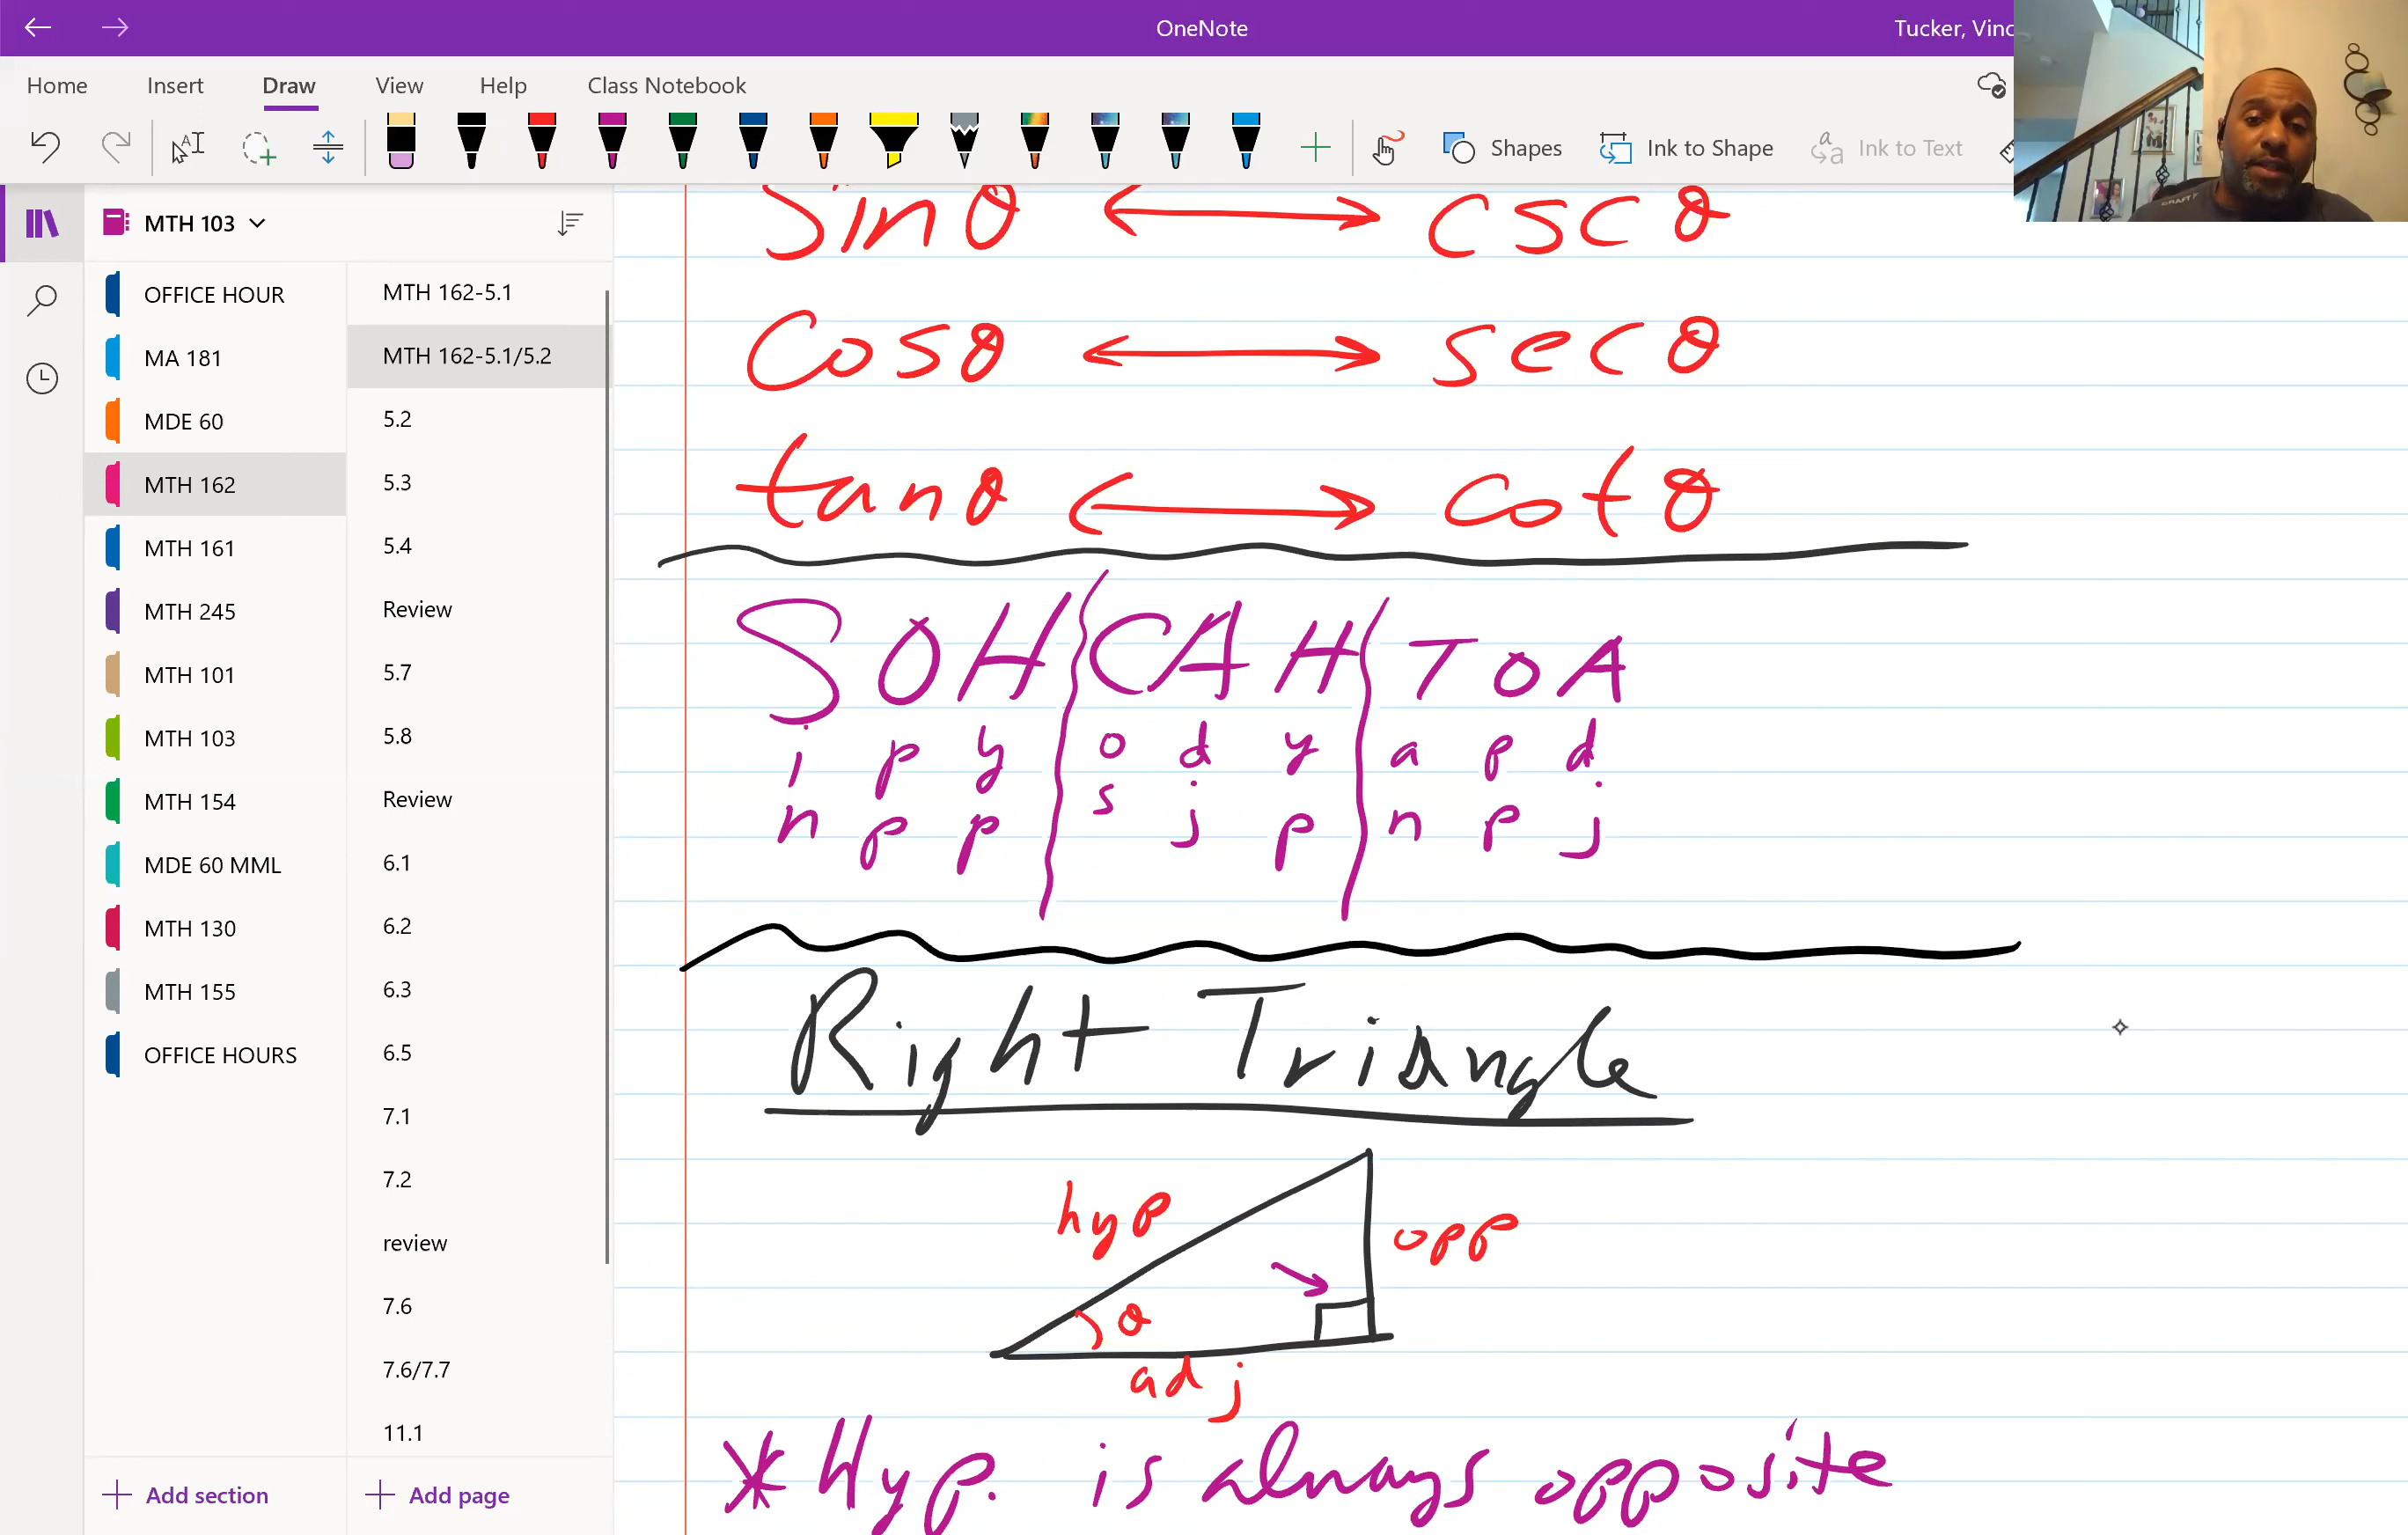 OneNote
Tucker, Vinc
Home Insert Draw View Help Class Notebook
Shapes Ink to Shape Ink to Text
MTH 103
OFFICE HOUR
MA 181
MDE 60
MTH 162
MTH 161
MTH 245
MTH 101
MTH 103
MTH 154
MDE 60 MML
MTH 130
MTH 155
OFFICE HOURS
Add section
MTH 162-5.1
MTH 162-5.1/5.2
5.2
5.3
5.4
Review
5.7
5.8
Review
6.1
6.2
6.3
6.5
7.1
7.2
review
7.6
7.6/7.7
11.1
Add page
Sinθ ↔ cscθ
Cosθ ↔ secθ
tanθ ↔ cotθ
SOH CAH TOA
i p y o d y a p d
n p p s j p n p j
Right Triangle
hyp
opp
θ
adj
* Hyp. is always opposite